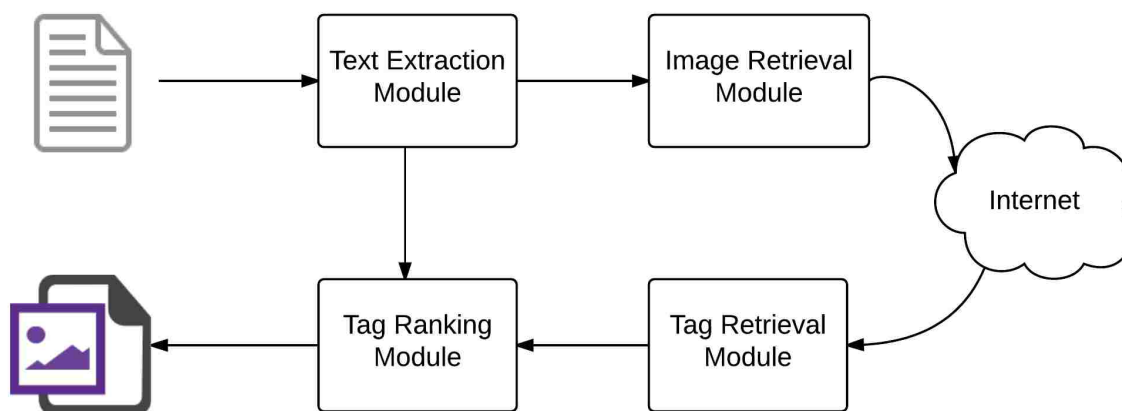 Text Extraction
Module
Image Retrieval
Module
Internet
Tag Ranking
Module
Tag Retrieval
Module